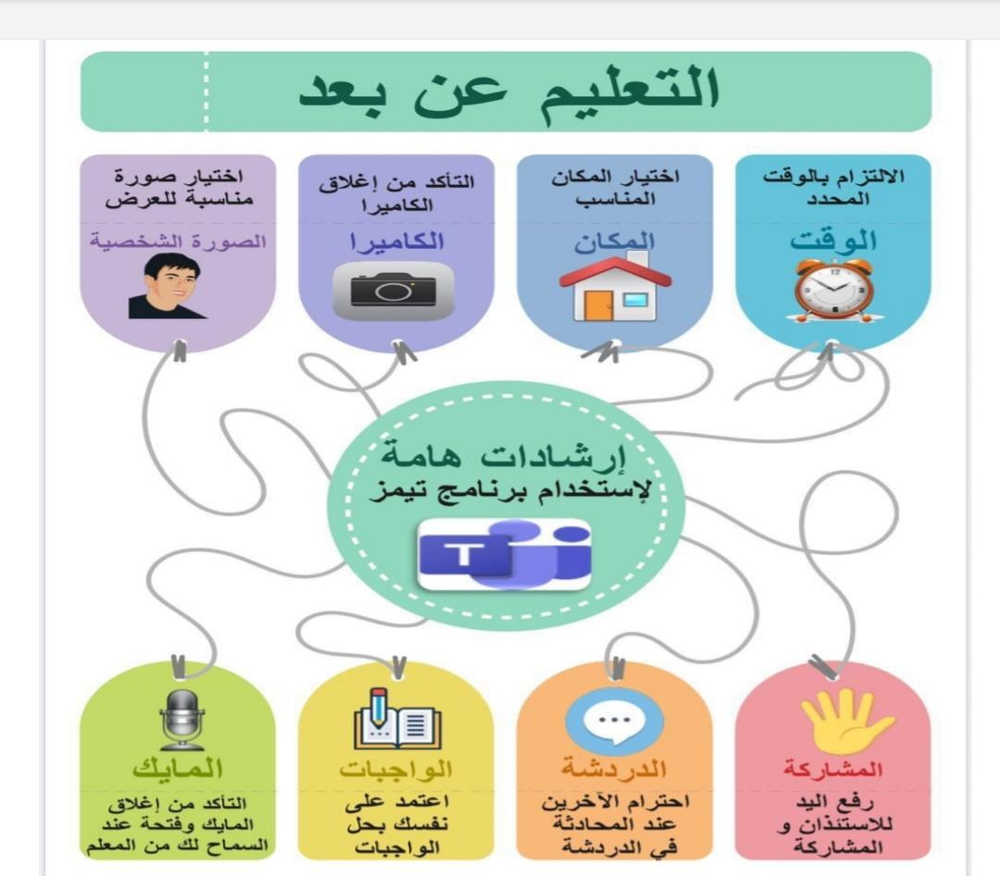 التعليم عن بعد
الالتزام بالوقت
المحدد
الوقت
اختيار المكان
المناسب
المكان
التأكد من إغلاق
الكاميرا
الكاميرا
اختيار صورة
مناسبة للعرض
الصورة الشخصية
إرشادات هامة
لإستخدام برنامج تيمز
T
المشاركة
رفع اليد
للاستئذان و
المشاركة
الدردشة
احترام الآخرين
عند المحادثة
في الدردشة
الواجبات
اعتمد على
نفسك بحل
الواجبات
المايك
التأكد من إغلاق
المايك وفتحة عند
السماح لك من المعلم